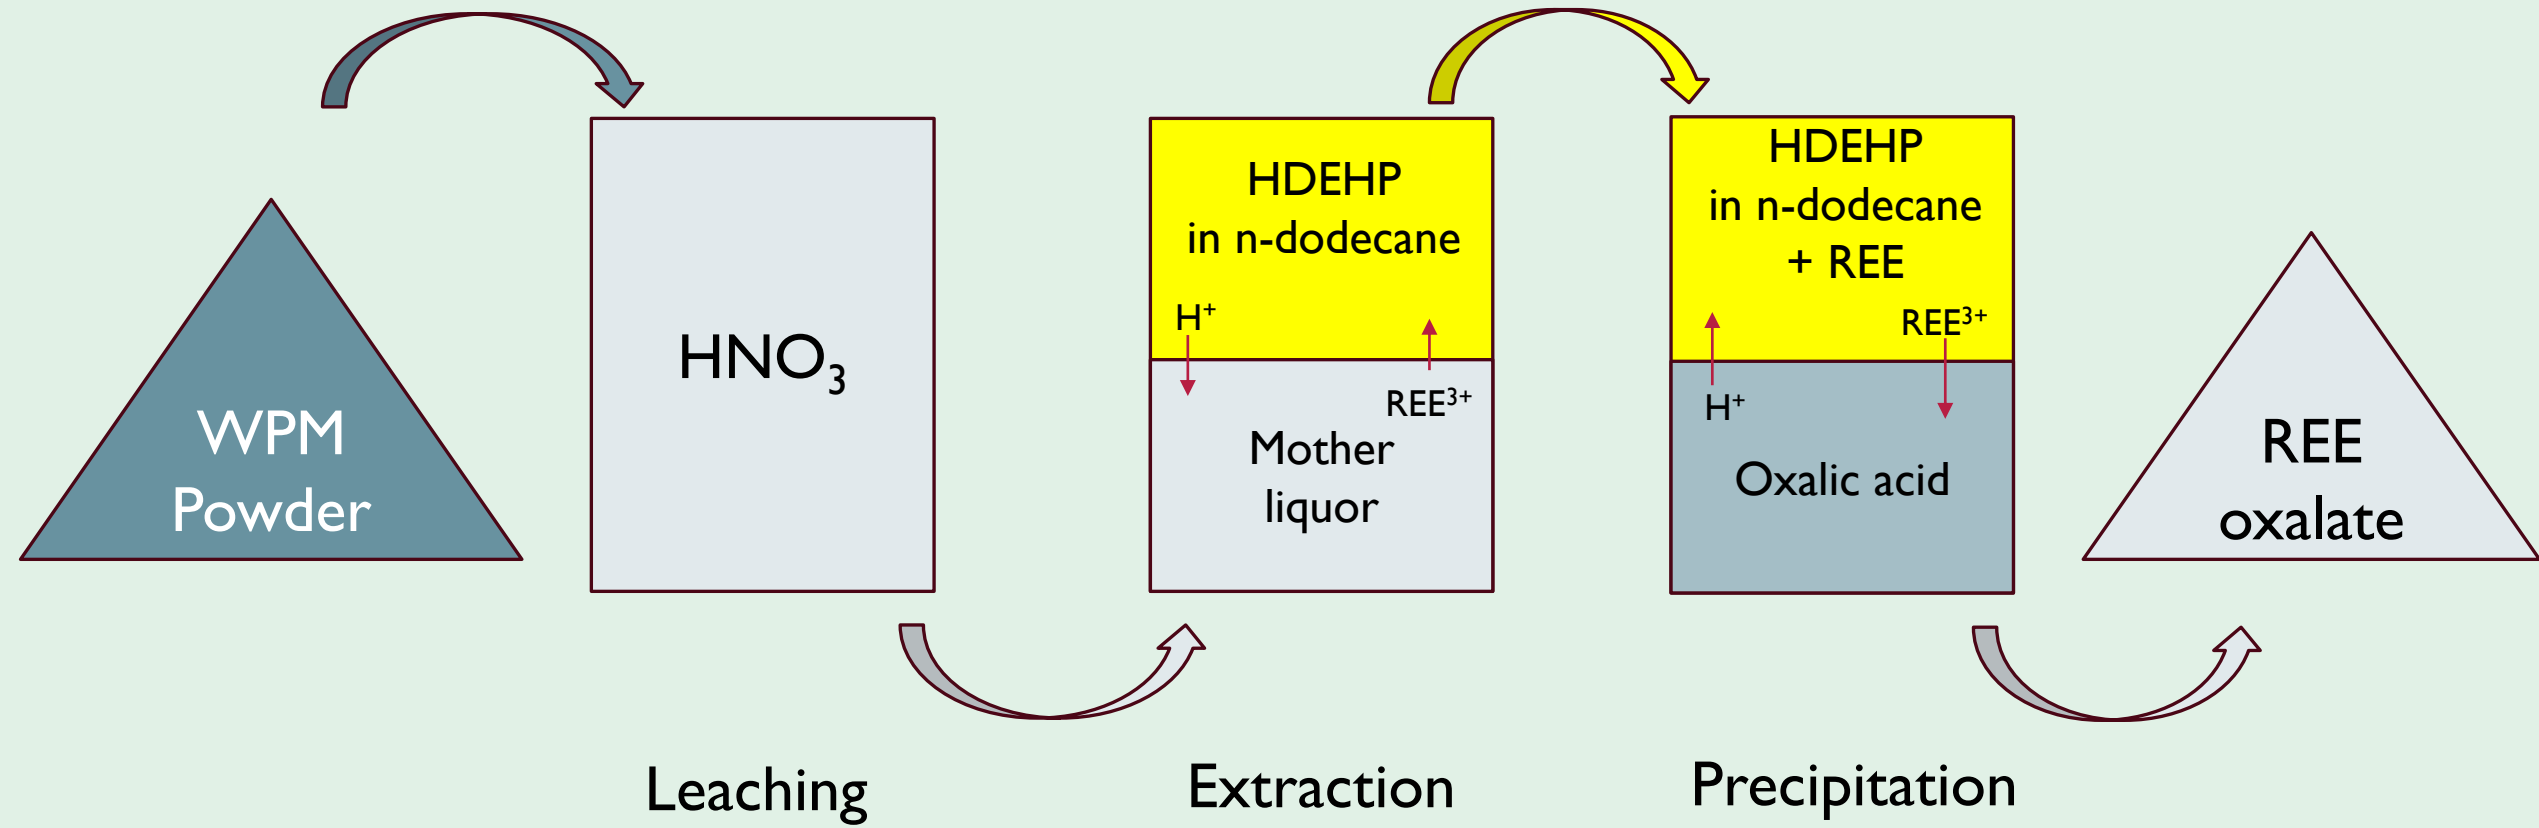 WPM
Powder
HNO₃
HDEHP
in n-dodecane
H⁺
REE³⁺
Mother
liquor
HDEHP
in n-dodecane
+ REE
REE³⁺
H⁺
Oxalic acid
REE
oxalate
Leaching
Extraction
Precipitation